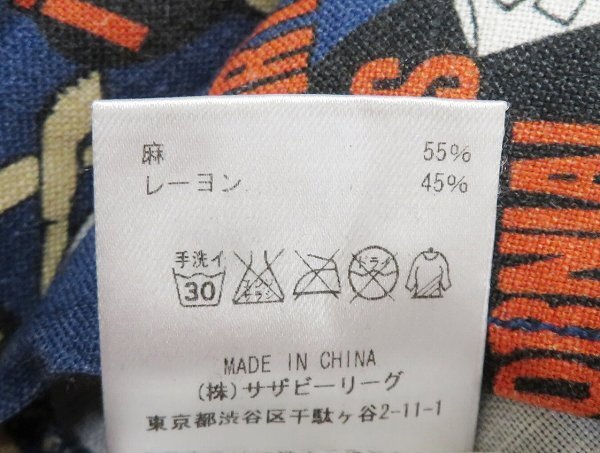 麻 55%
レーヨン 45%
手洗イ
30
エンソ
サラシ
ドライ
MADE IN CHINA
(株)サザビーリーグ
東京都渋谷区千駄ヶ谷2-11-1